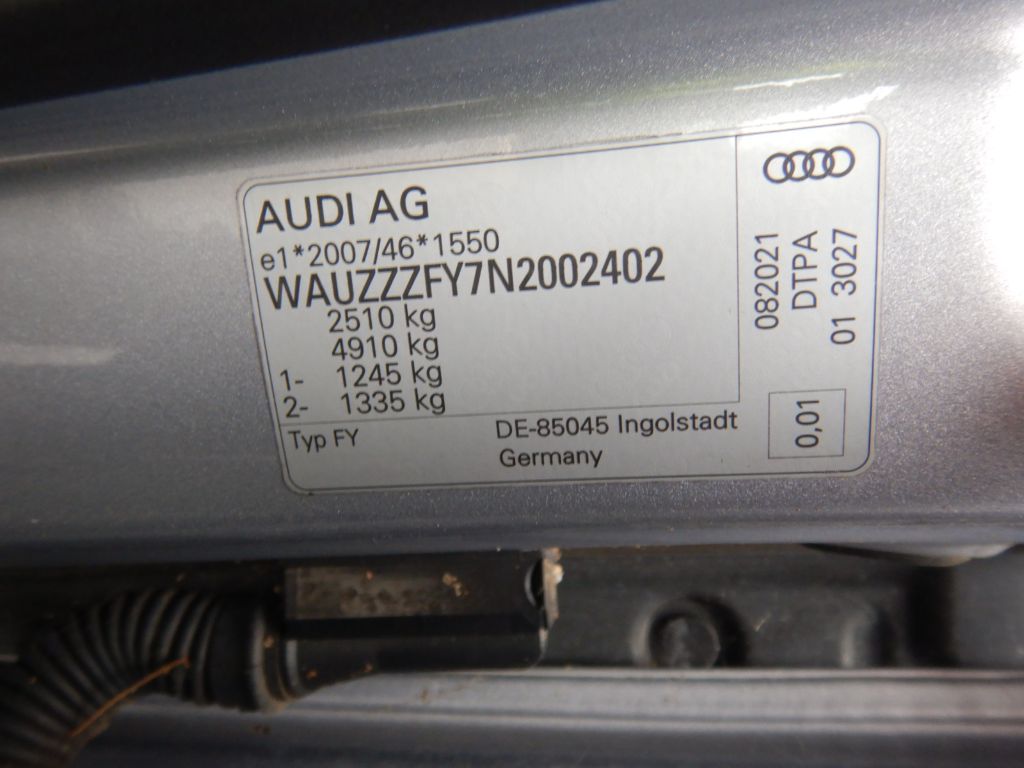 AUDI AG
e1*2007/46*1550
WAUZZZFY7N2002402
2510 kg
4910 kg
1- 1245 kg
2- 1335 kg
Typ FY
DE-85045 Ingolstadt
Germany
082021
DTPA
01 3027
0,01